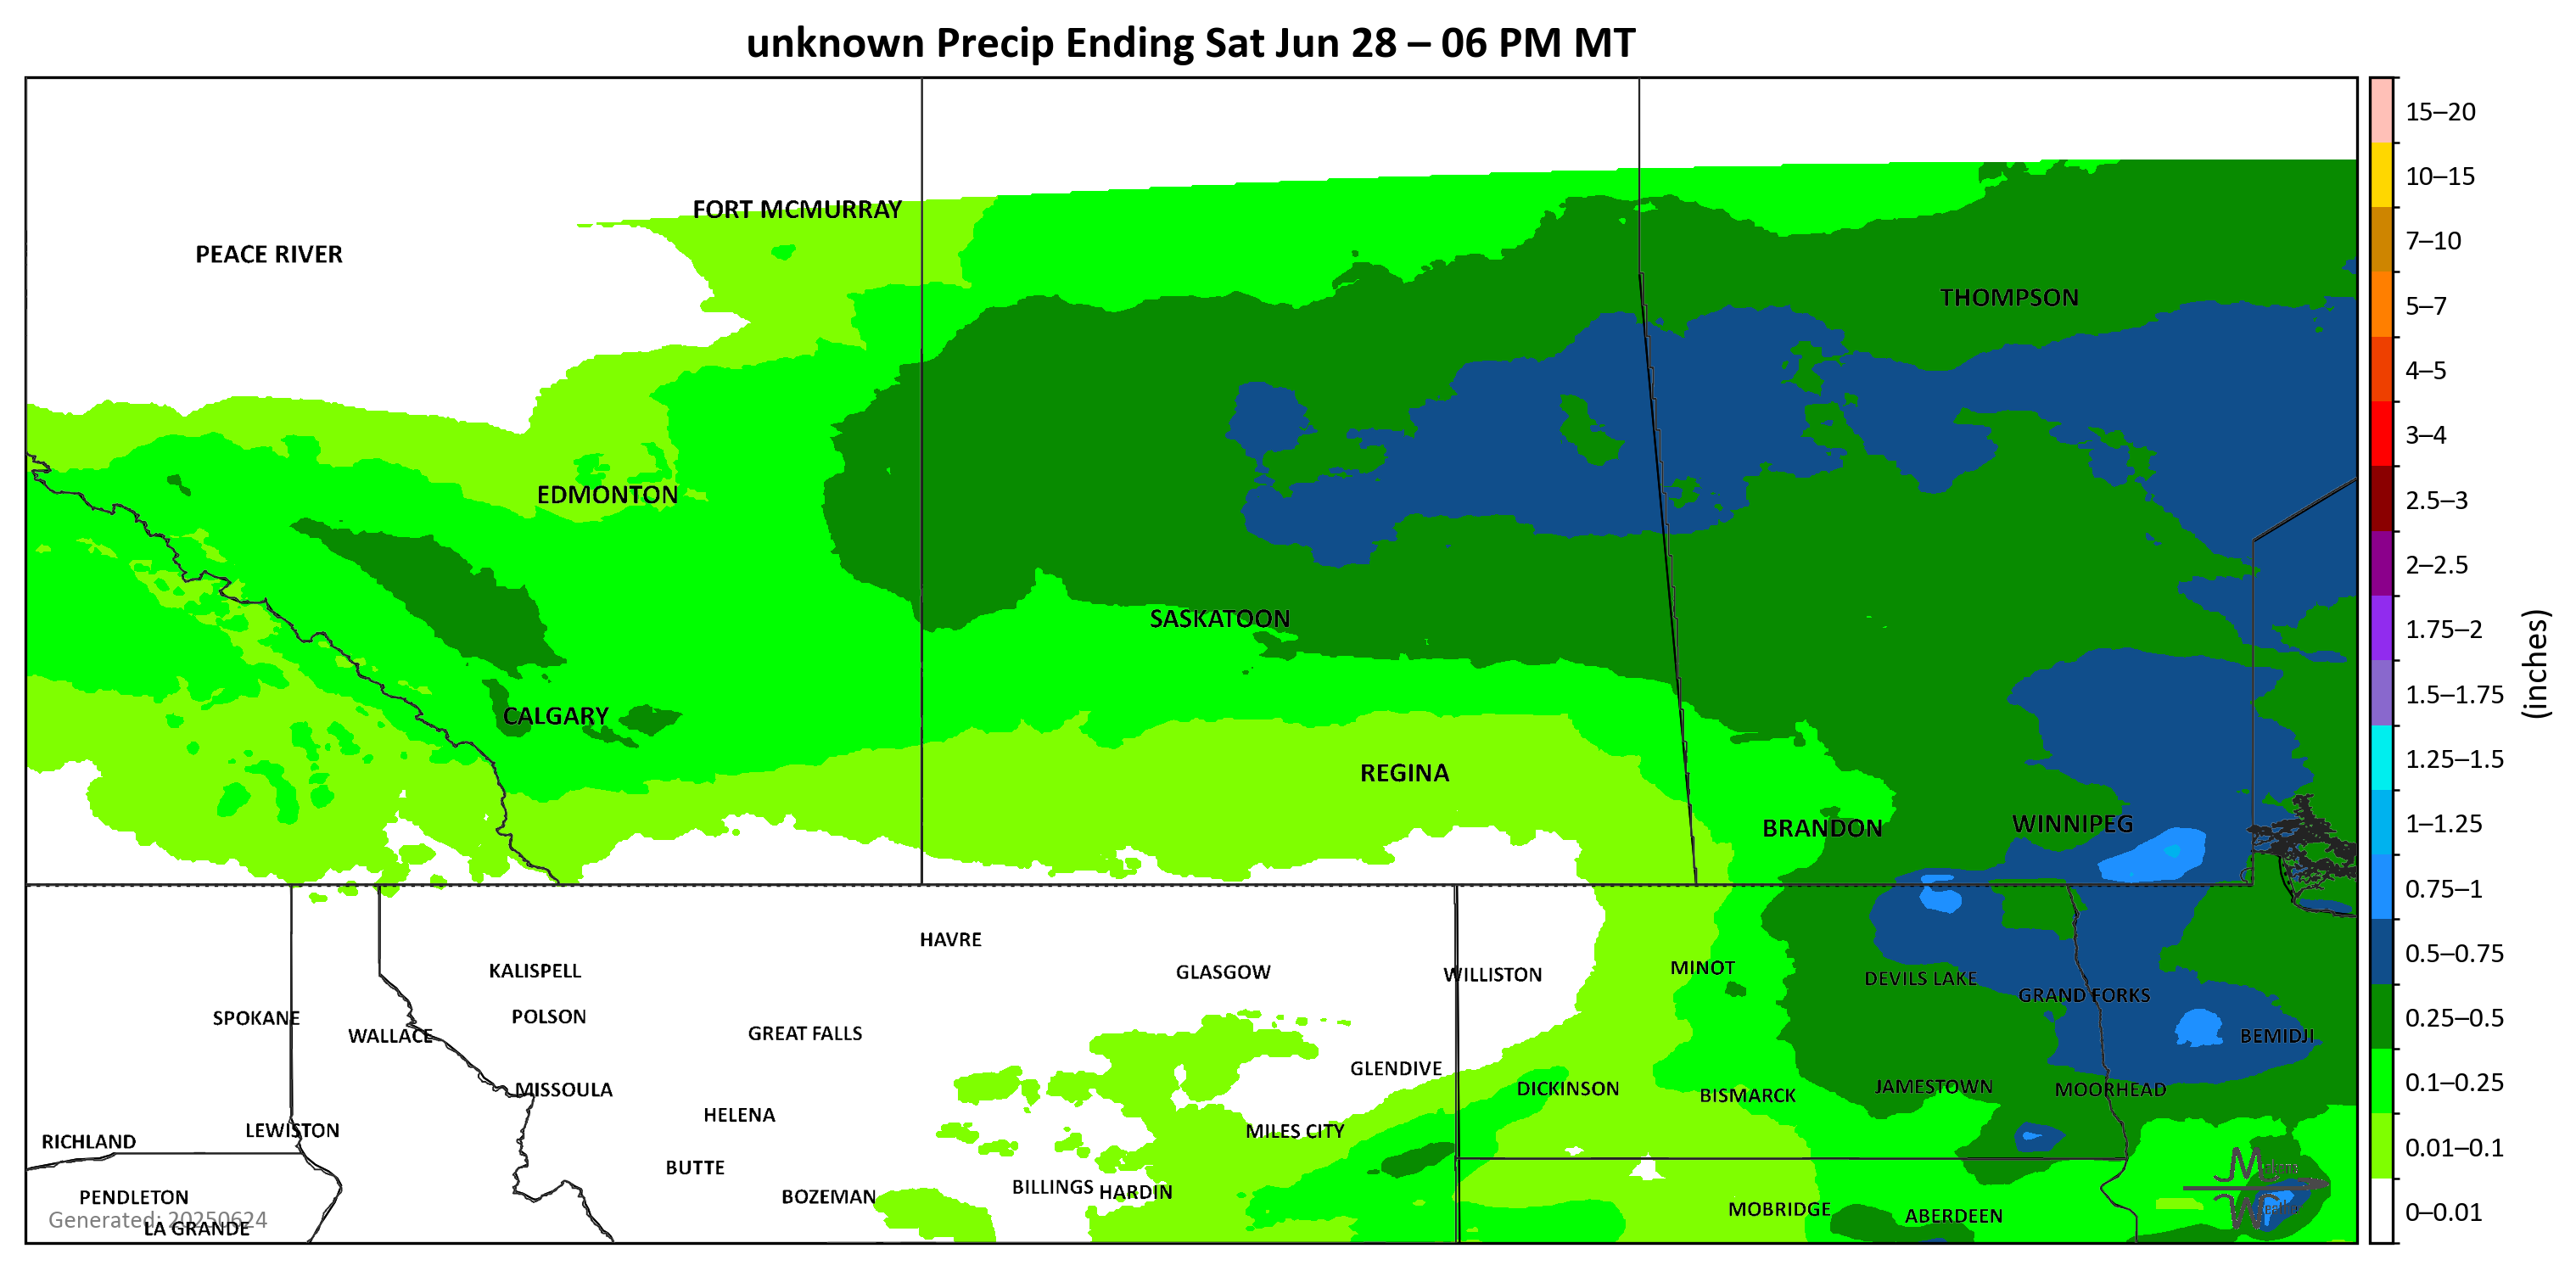 unknown Precip Ending Sat Jun 28 – 06 PM MT
15–20
10–15
7–10
5–7
4–5
3–4
2.5–3
2–2.5
1.75–2
1.5–1.75
1.25–1.5
1–1.25
0.75–1
0.5–0.75
0.25–0.5
0.1–0.25
0.01–0.1
0–0.01
(inches)
FORT MCMURRAY
PEACE RIVER
THOMPSON
EDMONTON
SASKATOON
CALGARY
REGINA
BRANDON
WINNIPEG
HAVRE
KALISPELL
GLASGOW
WILLISTON
MINOT
DEVILS LAKE
GRAND FORKS
SPOKANE
POLSON
WALLACE
GREAT FALLS
BEMIDJI
GLENDIVE
MISSOULA
DICKINSON
BISMARCK
JAMESTOWN
MOORHEAD
HELENA
LEWISTON
RICHLAND
MILES CITY
BUTTE
BILLINGS
HARDIN
PENDLETON
BOZEMAN
MOBRIDGE
ABERDEEN
Generated: 20250624
LA GRANDE